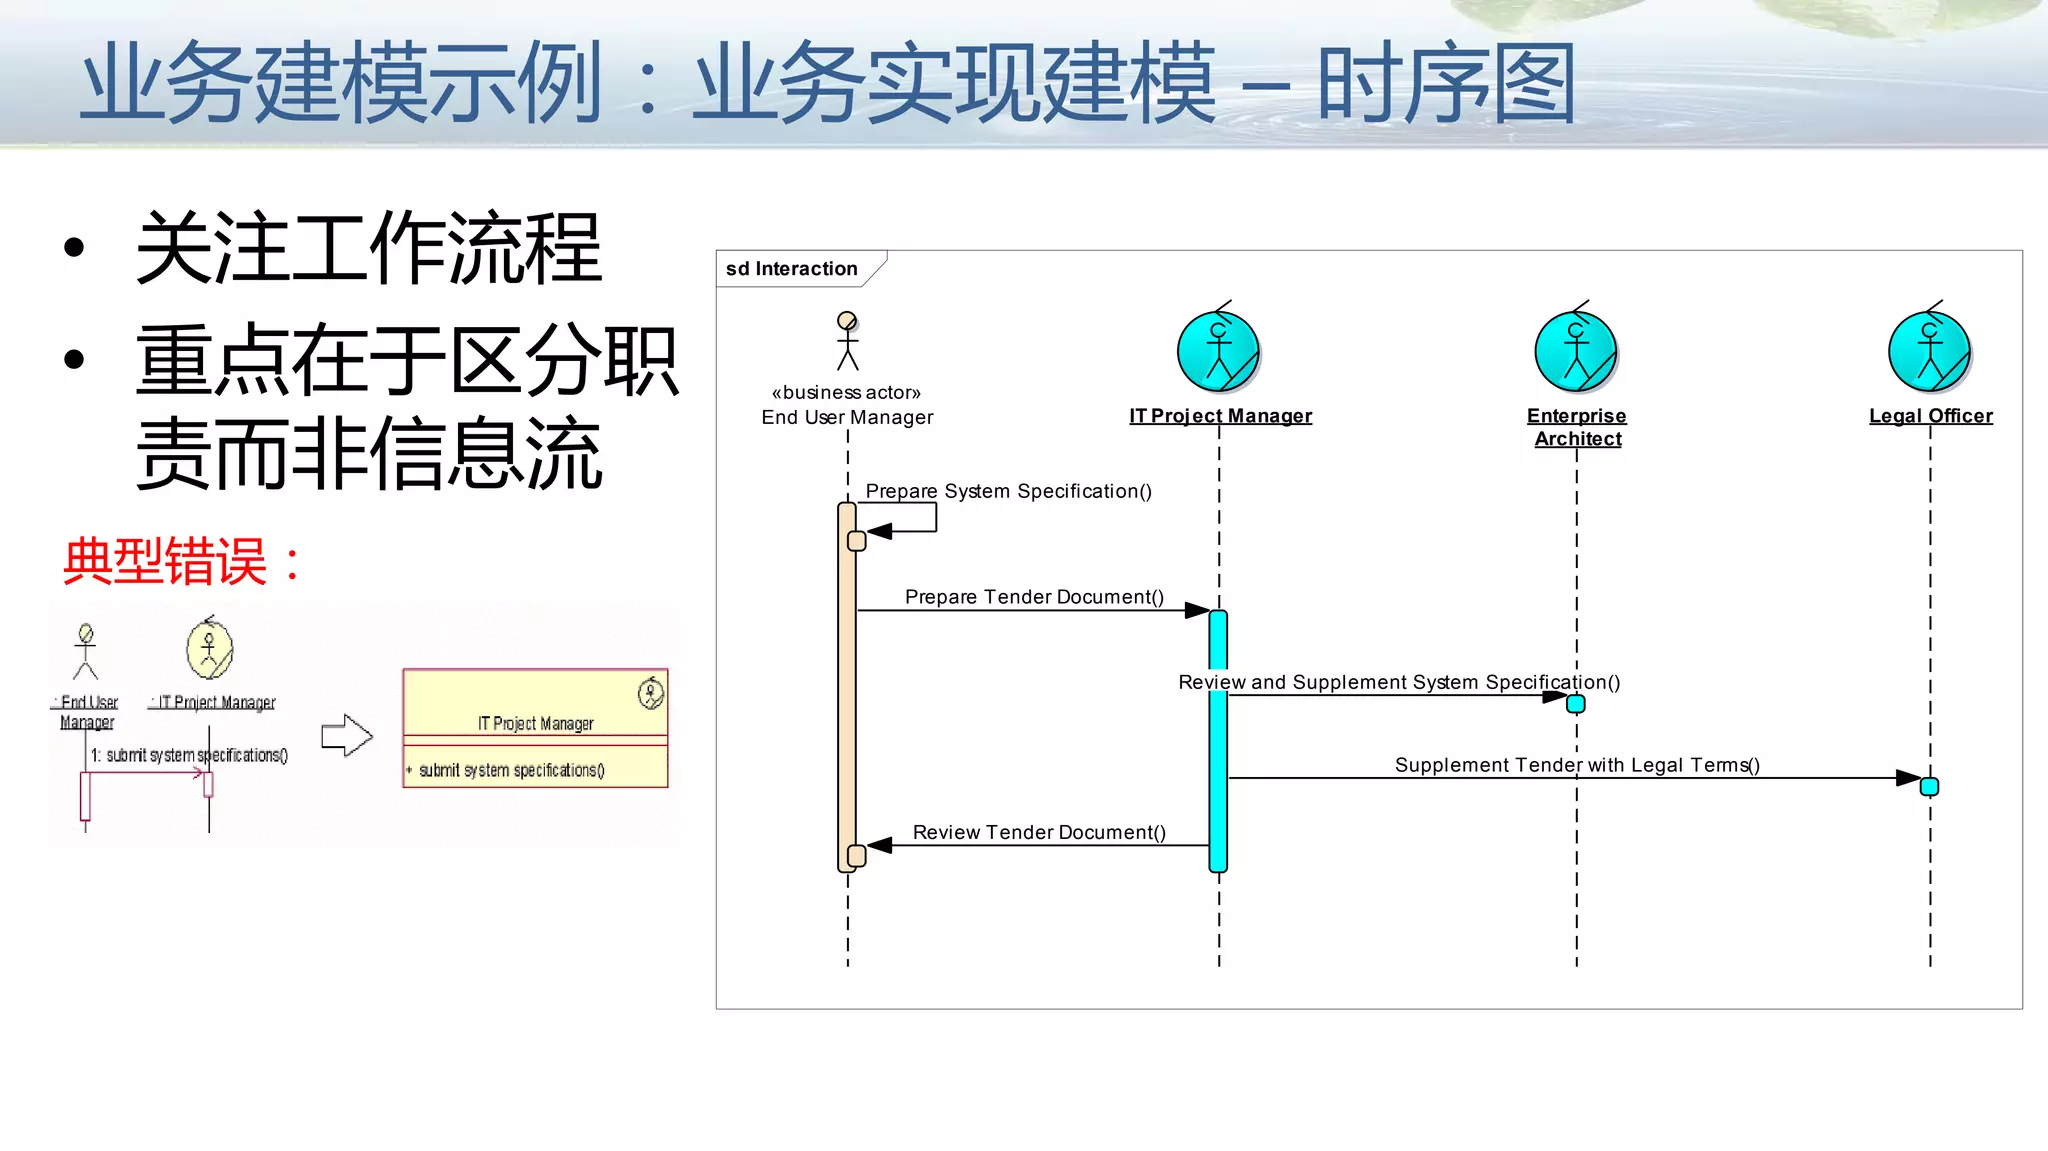 业务建模示例：业务实现建模 – 时序图
• 关注工作流程
• 重点在于区分职
责而非信息流
典型错误：
: End User
Manager
: IT Project Manager
1: submit system specifications()
IT Project Manager
+ submit system specifications()
sd Interaction
«business actor»
End User Manager
IT Project Manager
Enterprise
Architect
Legal Officer
Prepare System Specification()
Prepare Tender Document()
Review and Supplement System Specification()
Supplement Tender with Legal Terms()
Review Tender Document()